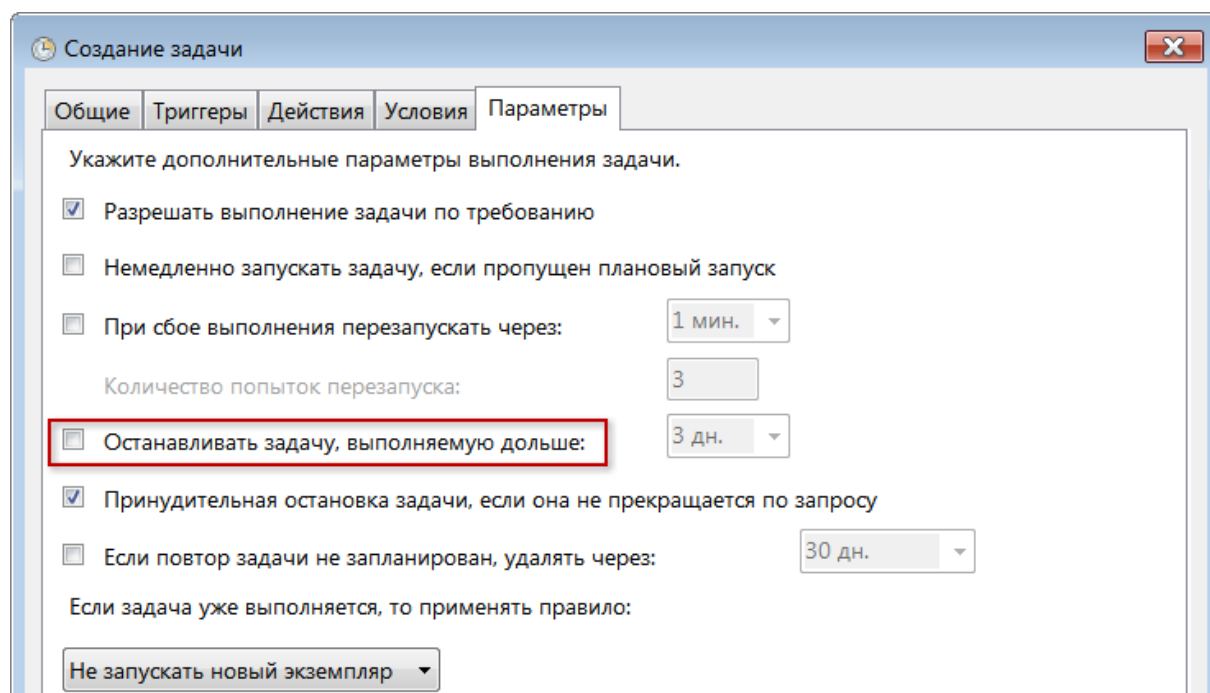 Создание задачи
Общие Триггеры Действия Условия Параметры
Укажите дополнительные параметры выполнения задачи.
Разрешать выполнение задачи по требованию
Немедленно запускать задачу, если пропущен плановый запуск
При сбое выполнения перезапускать через: 1 мин.
Количество попыток перезапуска: 3
Останавливать задачу, выполняемую дольше: 3 дн.
Принудительная остановка задачи, если она не прекращается по запросу
Если повтор задачи не запланирован, удалять через: 30 дн.
Если задача уже выполняется, то применять правило:
Не запускать новый экземпляр